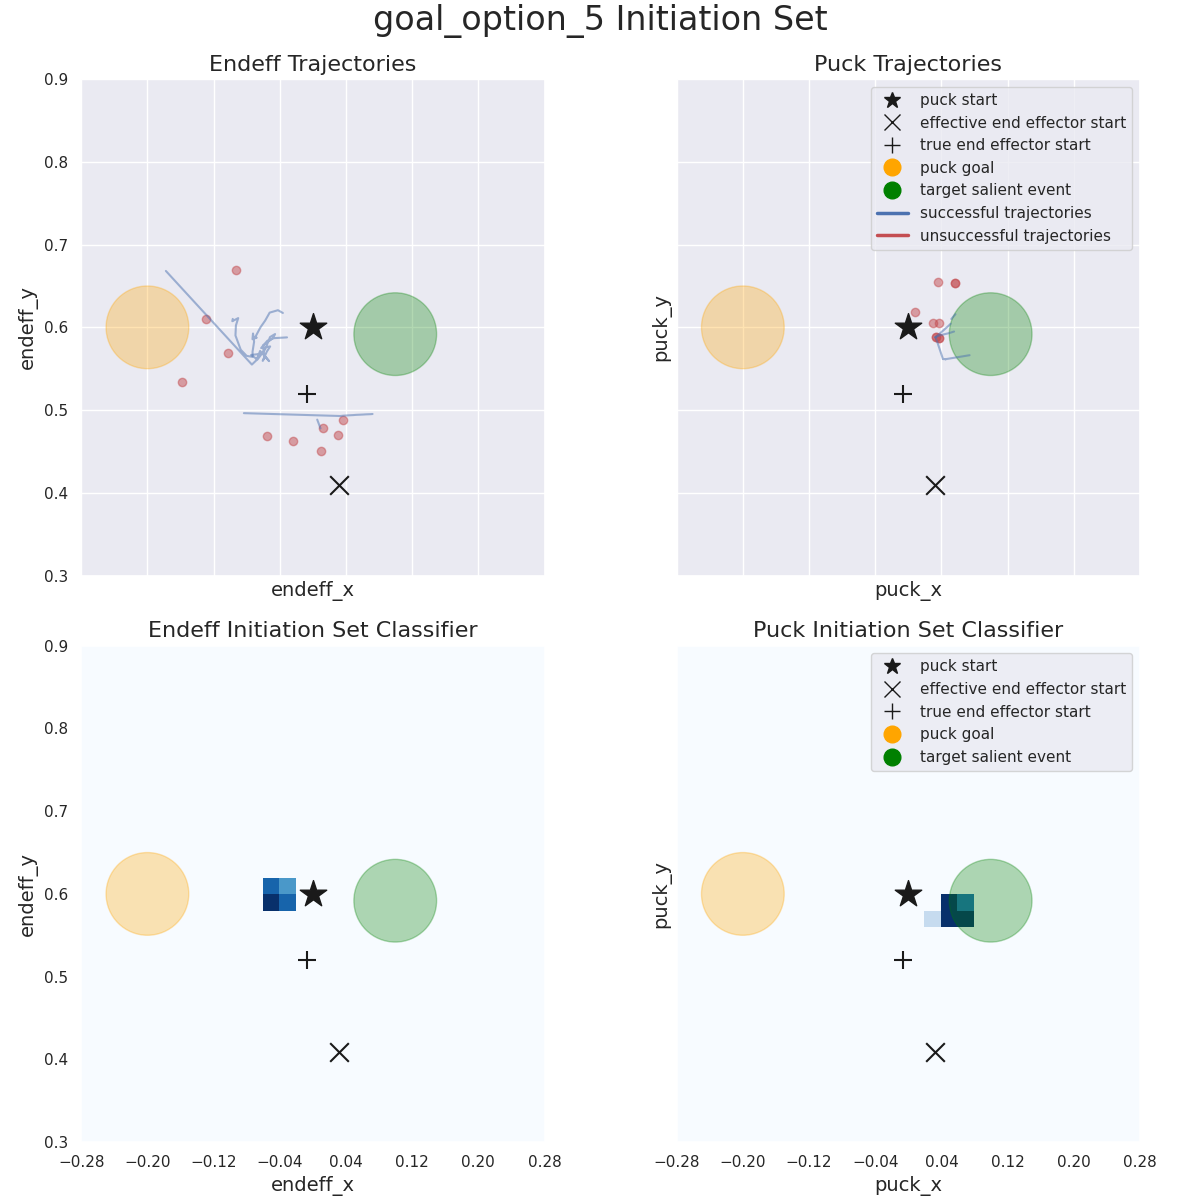 goal_option_5 Initiation Set
Endeff Trajectories
0.9
0.8
0.7
0.6
0.5
0.4
0.3
endeff_y
endeff_x
Puck Trajectories
puck start
effective end effector start
true end effector start
puck goal
target salient event
successful trajectories
unsuccessful trajectories
puck_y
puck_x
Endeff Initiation Set Classifier
0.9
0.8
0.7
0.6
0.5
0.4
0.3
endeff_y
−0.28 −0.20 −0.12 −0.04 0.04 0.12 0.20 0.28
endeff_x
Puck Initiation Set Classifier
puck start
effective end effector start
true end effector start
puck goal
target salient event
puck_y
−0.28 −0.20 −0.12 −0.04 0.04 0.12 0.20 0.28
puck_x